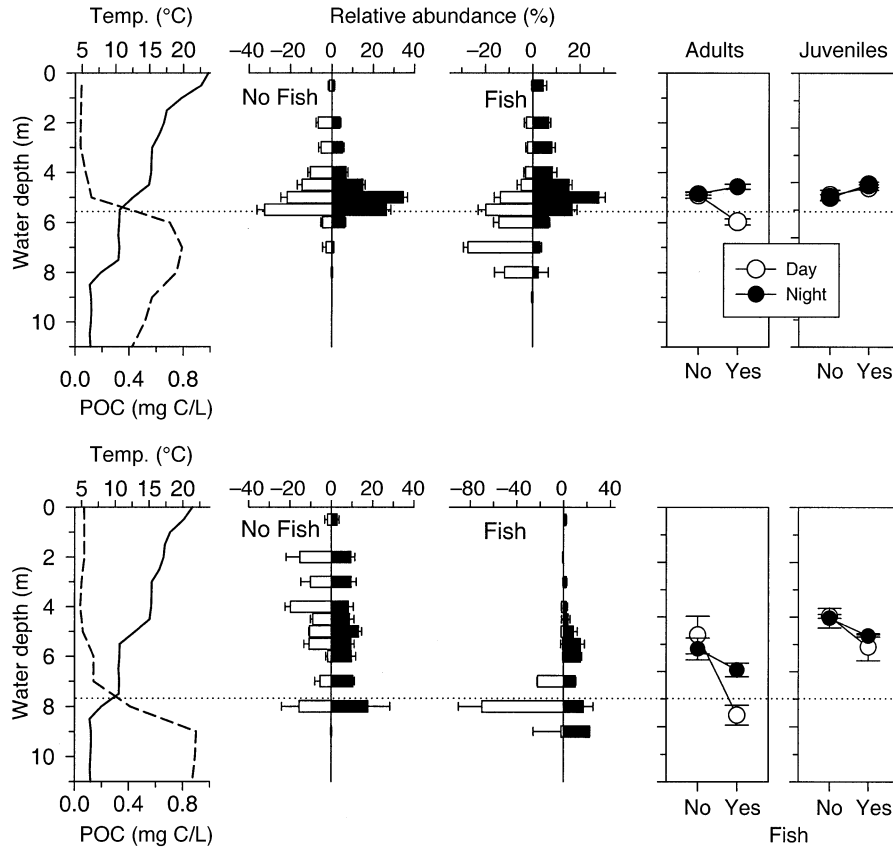 Temp. (°C) Relative abundance (%)
5 10 15 20 −40 −20 0 20 40 −20 0 20 Adults Juveniles
0
No Fish Fish
2
4
6
8
10
Water depth (m)
Day
Night
0.0 0.4 0.8 No Yes No Yes
POC (mg C/L)
Temp. (°C)
5 10 15 20 −40 −20 0 20 40 −80 −40 0 40
0
No Fish Fish
2
4
6
8
10
Water depth (m)
0.0 0.4 0.8 No Yes No Yes
POC (mg C/L) Fish